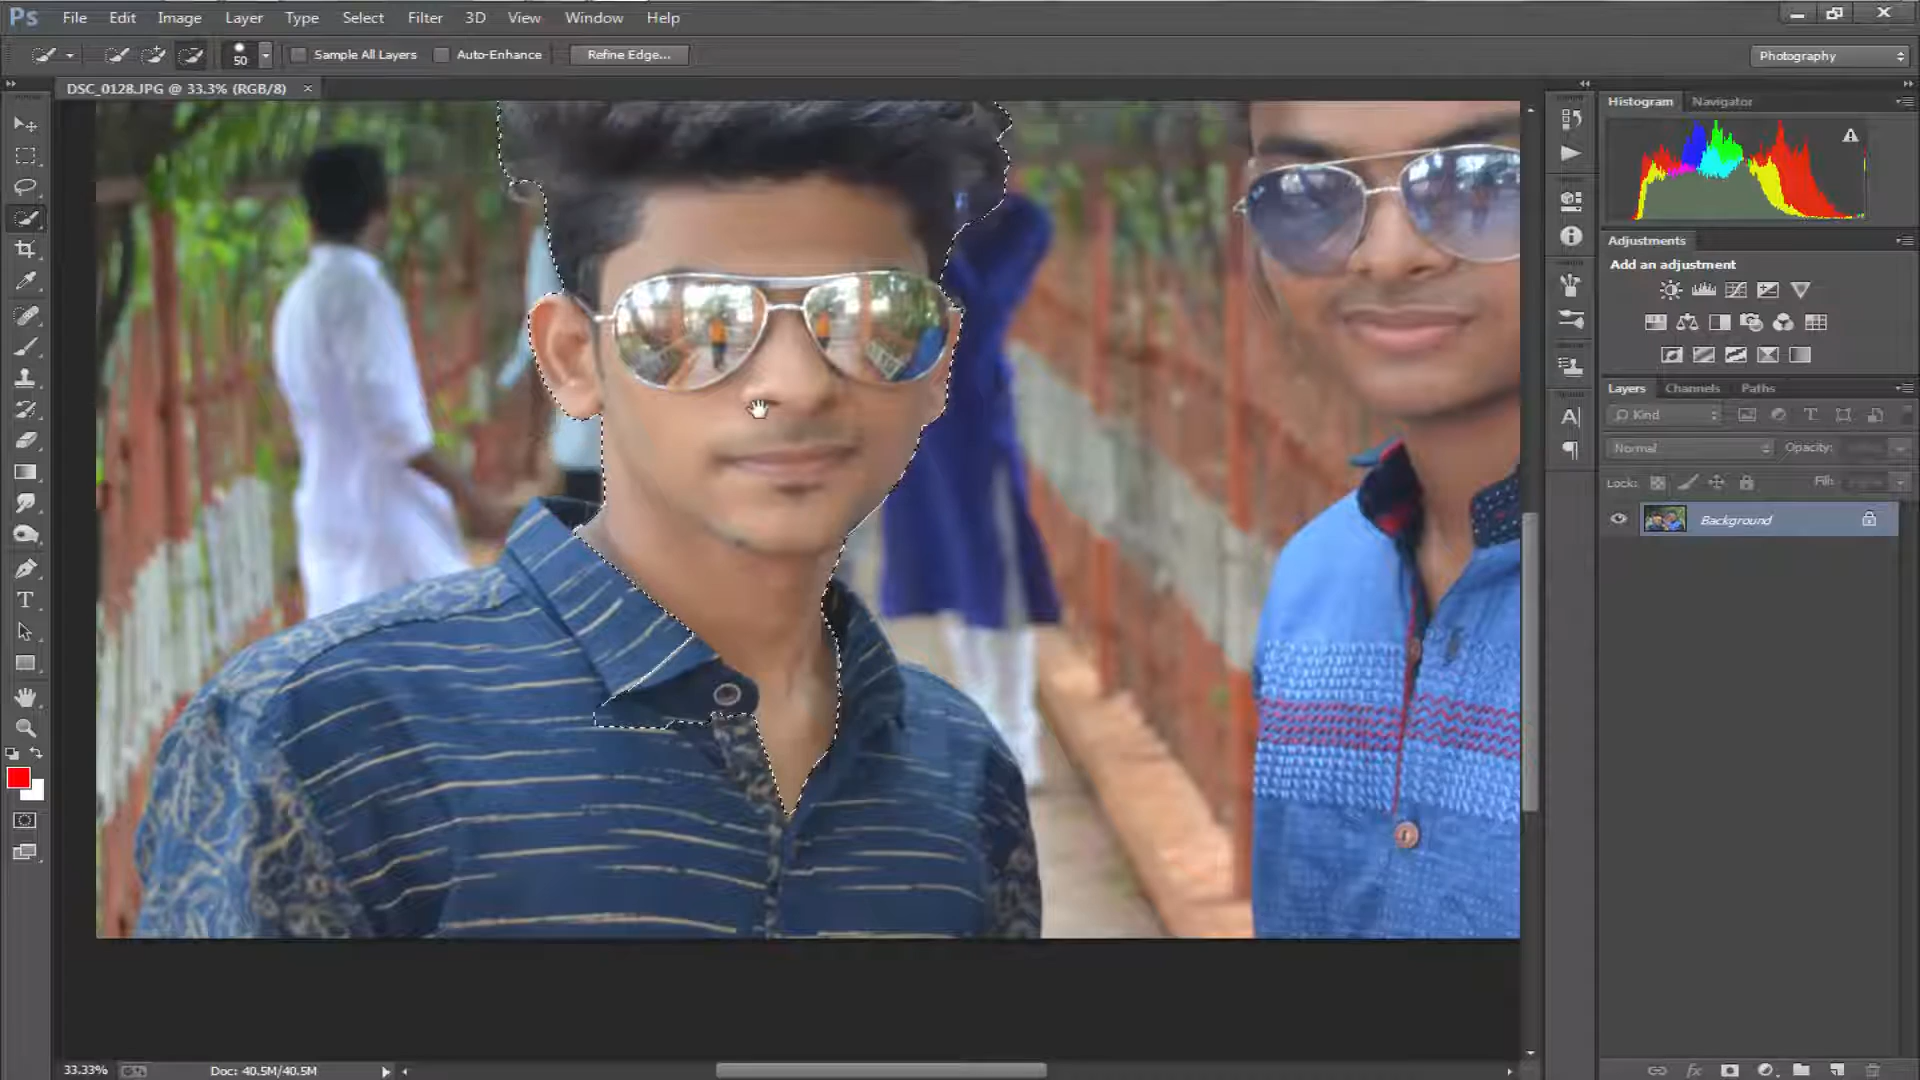 Ps File Edit Image Layer Type Select Filter 3D View Window Help
50 Sample All Layers Auto-Enhance Refine Edge... Photography
DSC_0128.JPG @ 33.3% (RGB/8) ×
Histogram Navigator
Adjustments
Add an adjustment
Layers Channels Paths
Kind
Normal Opacity:
Lock: Fill:
Background
33.33% Doc: 40.5M/40.5M